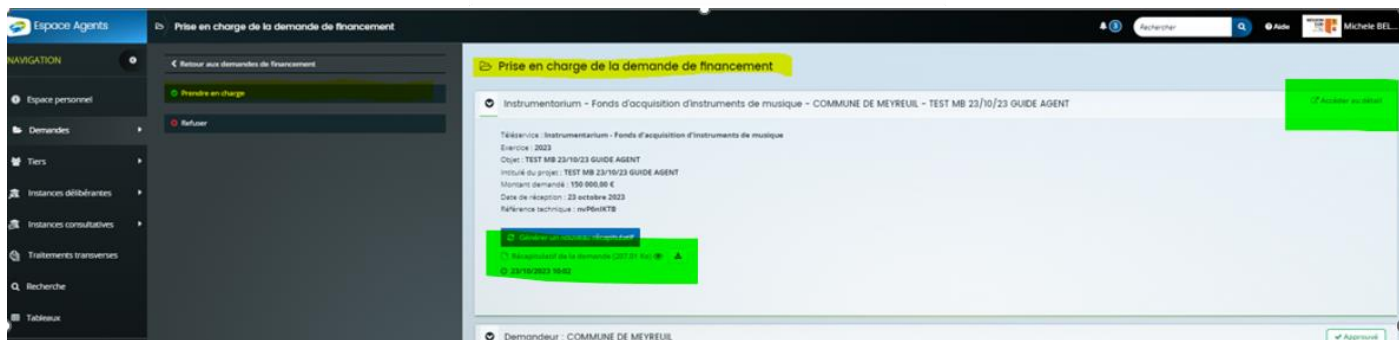 Espace Agents
Prise en charge de la demande de financement
3
Rechercher
Aide
Michele BEL...
NAVIGATION
Espace personnel
Demandes
Tiers
Instances délibérantes
Instances consultatives
Traitements transverses
Recherche
Tableaux
Retour aux demandes de financement
Prendre en charge
Refuser
Prise en charge de la demande de financement
Instrumentorium - Fonds d'acquisition d'instruments de musique - COMMUNE DE MEYREUIL - TEST MB 23/10/23 GUIDE AGENT
Accéder au détail
Téléservice : Instrumentarium - Fonds d'acquisition d'instruments de musique
Exercice : 2023
Objet : TEST MB 23/10/23 GUIDE AGENT
Intitulé du projet : TEST MB 23/10/23 GUIDE AGENT
Montant demandé : 150 000,00 €
Date de réception : 23 octobre 2023
Référence technique :
Générer un nouveau récapitulatif
Récapitulatif de la demande (207.01 Ko)
23/10/2023 10:02
Demandeur : COMMUNE DE MEYREUIL
Approuvé